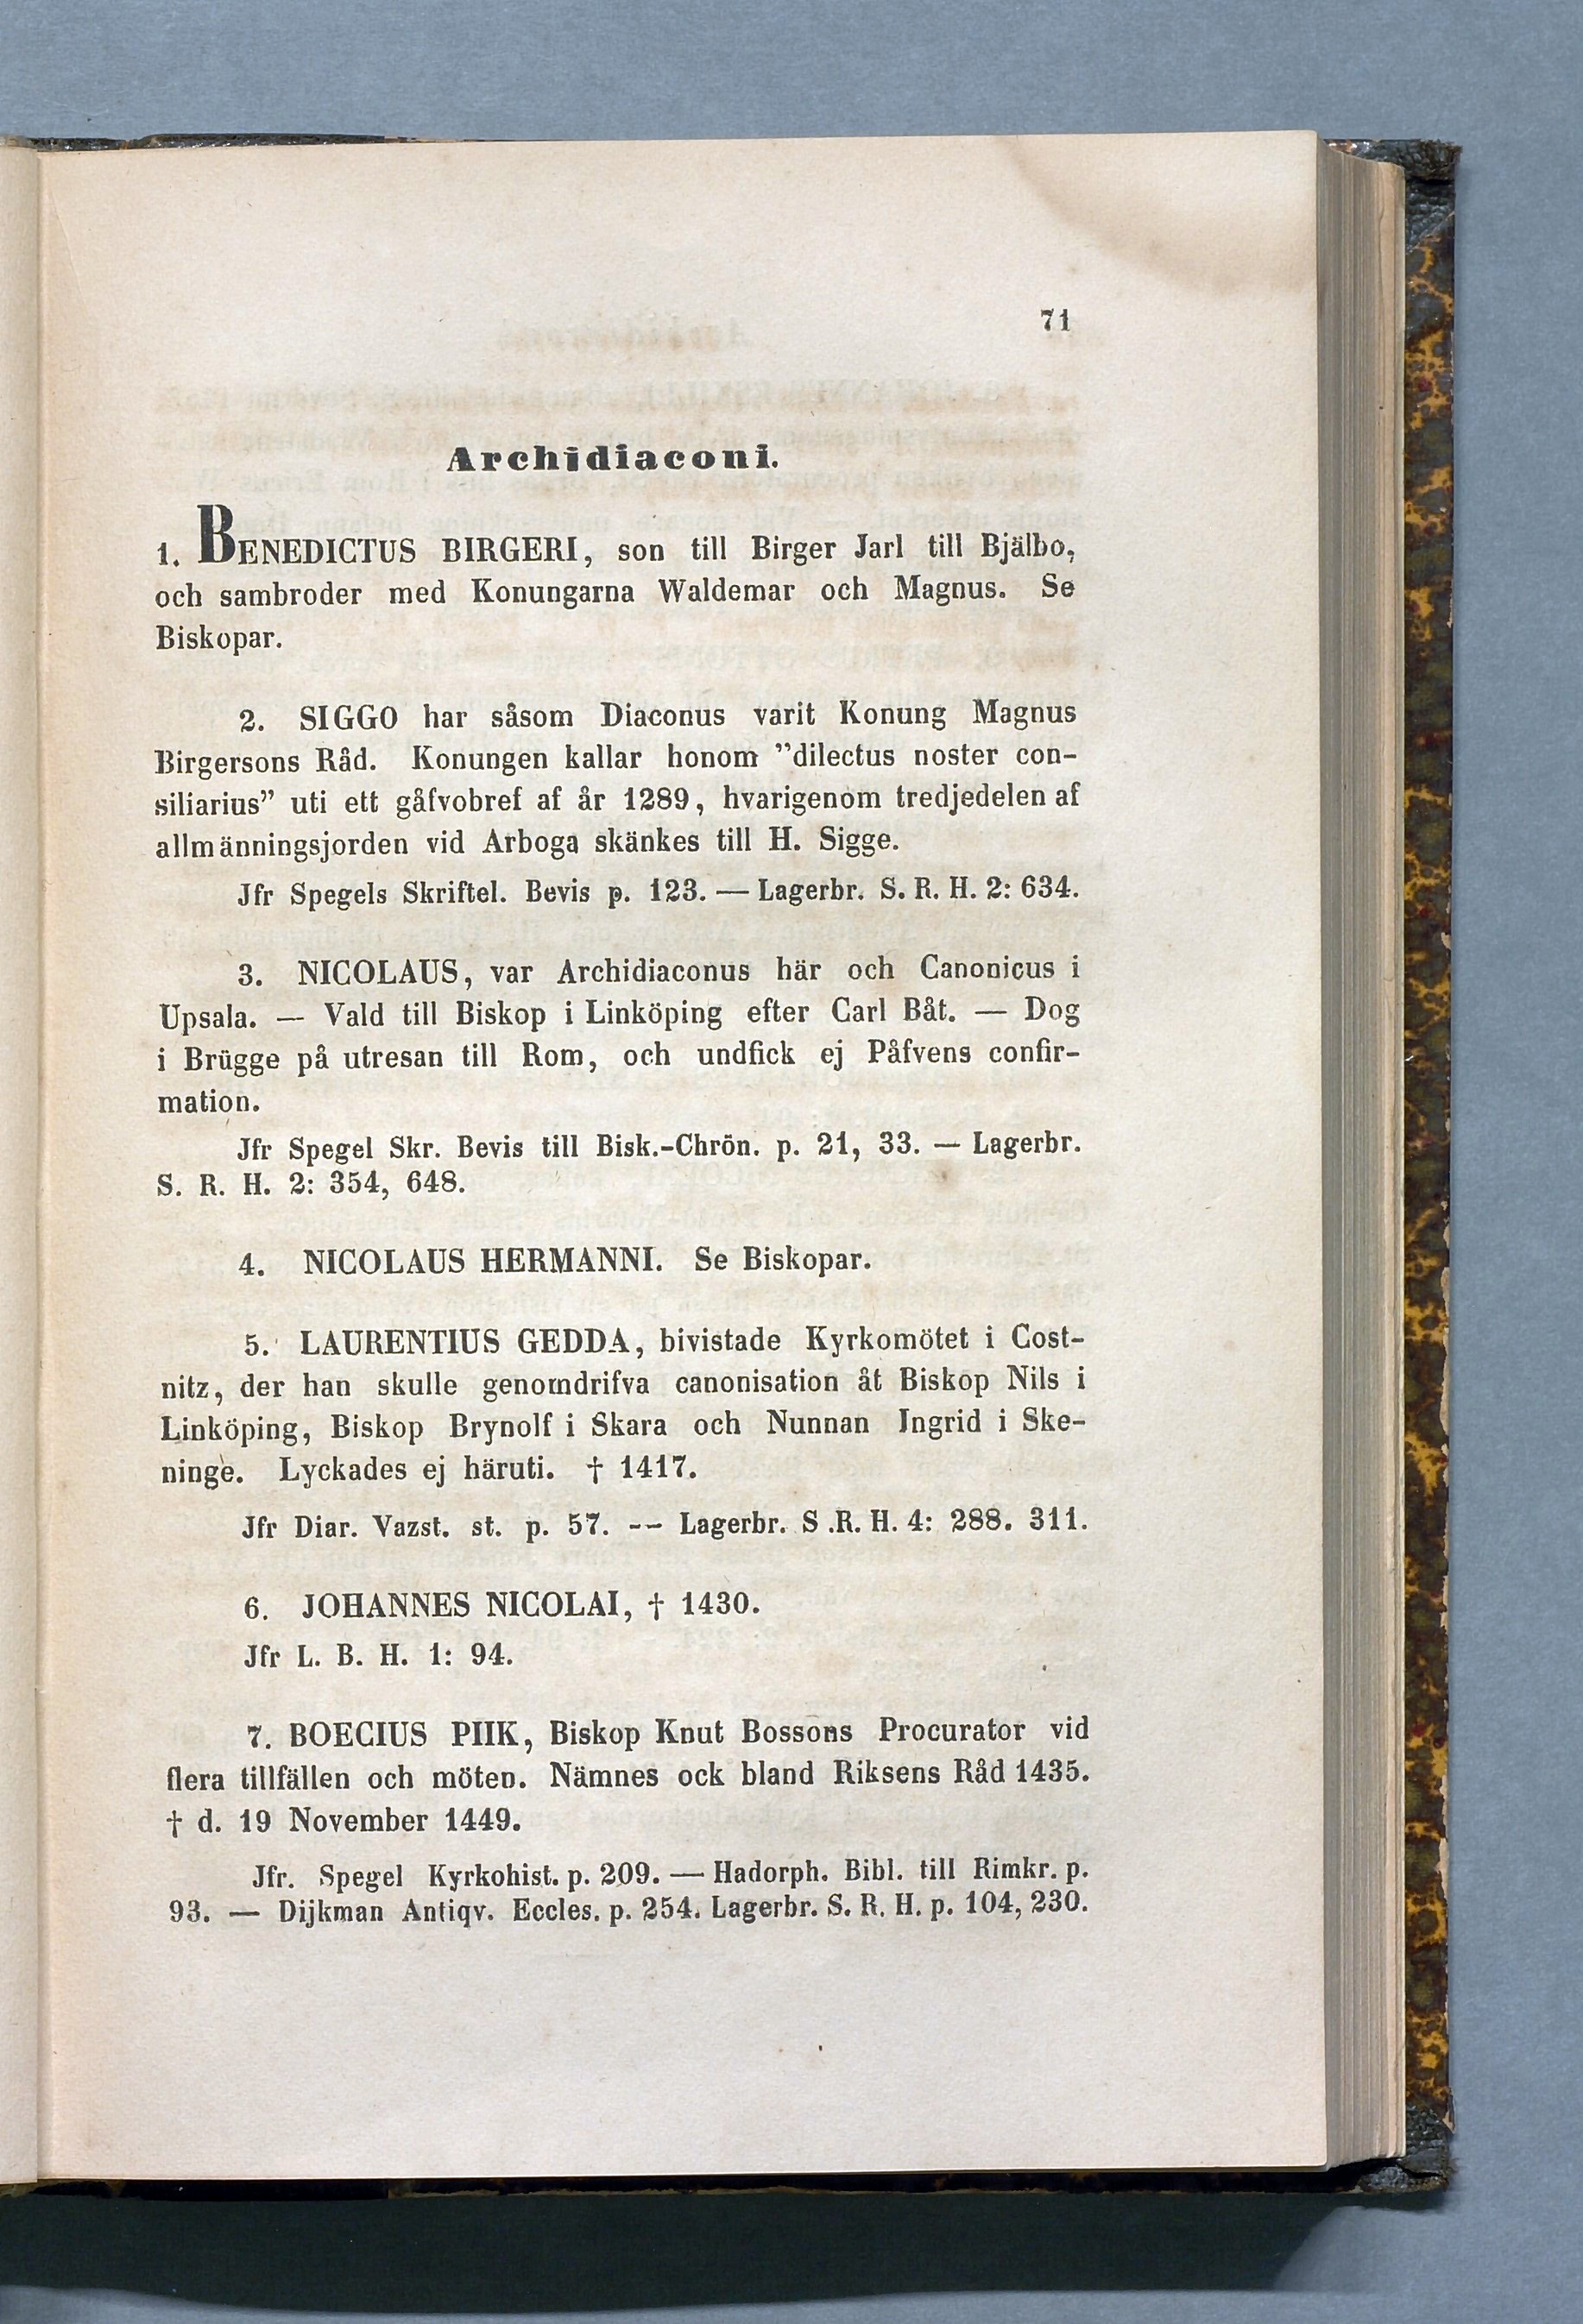 71
Archidiaconi.
1. BENEDICTUS BIRGERI, son till Birger Jarl till Bjälbo,
och sambroder med Konungarna Waldemar och Magnus. Se
Biskopar.
2. SIGGO har såsom Diaconus varit Konung Magnus
Birgersons Råd. Konungen kallar honom ”dilectus noster con-
siliarius” uti ett gåfvobref af år 1289, hvarigenom tredjedelen af
allmänningsjorden vid Arboga skänkes till H. Sigge.
Jfr Spegels Skriftel. Bevis p. 123. — Lagerbr. S. R. H. 2: 634.
3. NICOLAUS, var Archidiaconus här och Canonicus i
Upsala. — Vald till Biskop i Linköping efter Carl Båt. — Dog
i Brügge på utresan till Rom, och undfick ej Påfvens confir-
mation.
Jfr Spegel Skr. Bevis till Bisk.-Chrön. p. 21, 33. — Lagerbr.
S. R. H. 2: 354, 648.
4. NICOLAUS HERMANNI. Se Biskopar.
5. LAURENTIUS GEDDA, bivistade Kyrkomötet i Cost-
nitz, der han skulle genomdrifva canonisation åt Biskop Nils i
Linköping, Biskop Brynolf i Skara och Nunnan Ingrid i Ske-
ninge. Lyckades ej häruti. † 1417.
Jfr Diar. Vazst. st. p. 57. -- Lagerbr. S .R. H. 4: 288. 311.
6. JOHANNES NICOLAI, † 1430.
Jfr L. B. H. 1: 94.
7. BOECIUS PIIK, Biskop Knut Bossons Procurator vid
flera tillfällen och möten. Nämnes ock bland Riksens Råd 1435.
† d. 19 November 1449.
Jfr. Spegel Kyrkohist. p. 209. — Hadorph. Bibl. till Rimkr. p.
93. — Dijkman Antiqv. Eccles. p. 254. Lagerbr. S. R. H. p. 104, 230.